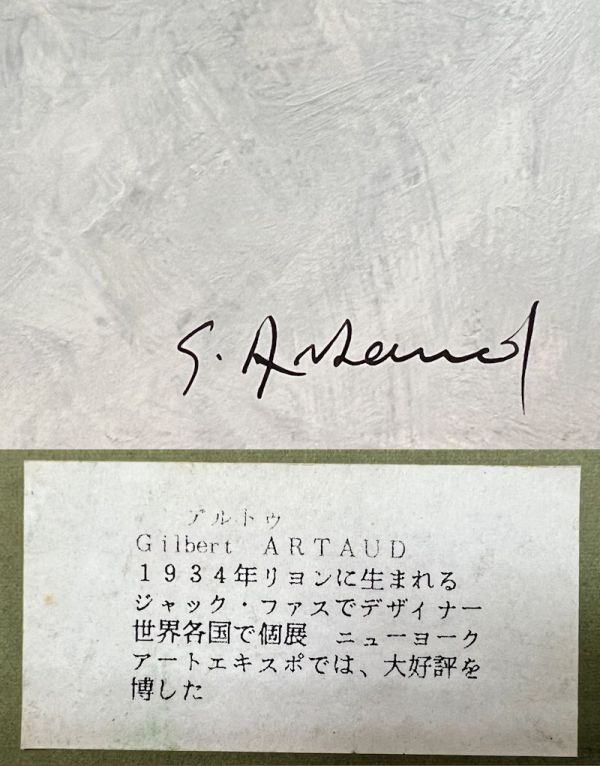 G. Artaud
アルトゥ
Gilbert ARTAUD
1934年リヨンに生まれる
ジャック・ファスでデザイナー
世界各国で個展 ニューヨーク
アートエキスポでは、大好評を
博した